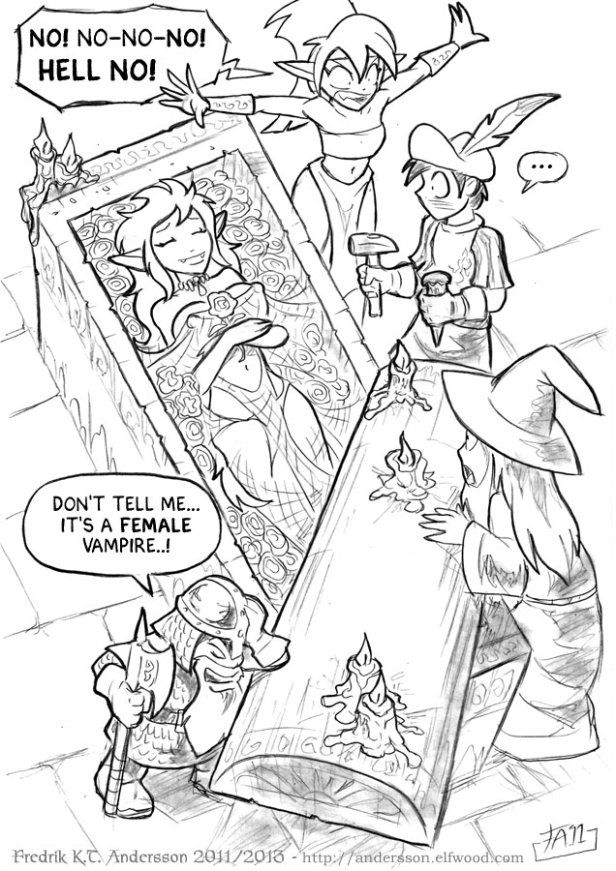 NO! NO-NO-NO!
HELL NO!
...
DON'T TELL ME...
IT'S A FEMALE
VAMPIRE..!
Fredrik K.T. Andersson 2011/2013 - http://andersson.elfwood.com